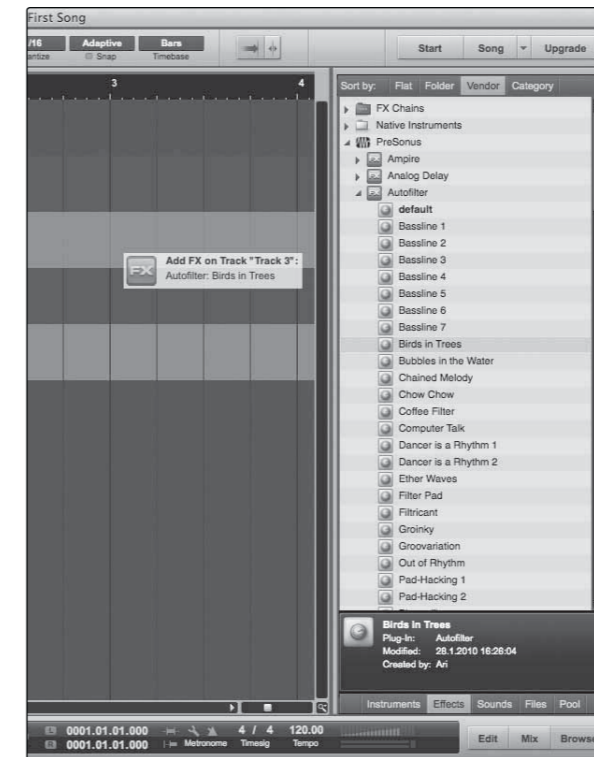 First Song
/16 Adaptive Bars
antize Snap Timebase
Start Song Upgrade
3 4
Sort by: Flat Folder Vendor Category
FX Chains
Native Instruments
PreSonus
Ampire
Analog Delay
Autofilter
default
Bassline 1
Bassline 2
Bassline 3
Bassline 4
Bassline 5
Bassline 6
Bassline 7
Birds in Trees
Bubbles in the Water
Chained Melody
Chow Chow
Coffee Filter
Computer Talk
Dancer is a Rhythm 1
Dancer is a Rhythm 2
Ether Waves
Filter Pad
Filtricant
Groinky
Groovariation
Out of Rhythm
Pad-Hacking 1
Pad-Hacking 2
FX
Add FX on Track "Track 3":
Autofilter: Birds in Trees
Birds in Trees
Plug-In: Autofilter
Modified: 28.1.2010 16:26:04
Created by: Ari
Instruments Effects Sounds Files Pool
L 0001.01.01.000 4 / 4 120.00
R 0001.01.01.000 Metronome Timesig Tempo
Edit Mix Browse